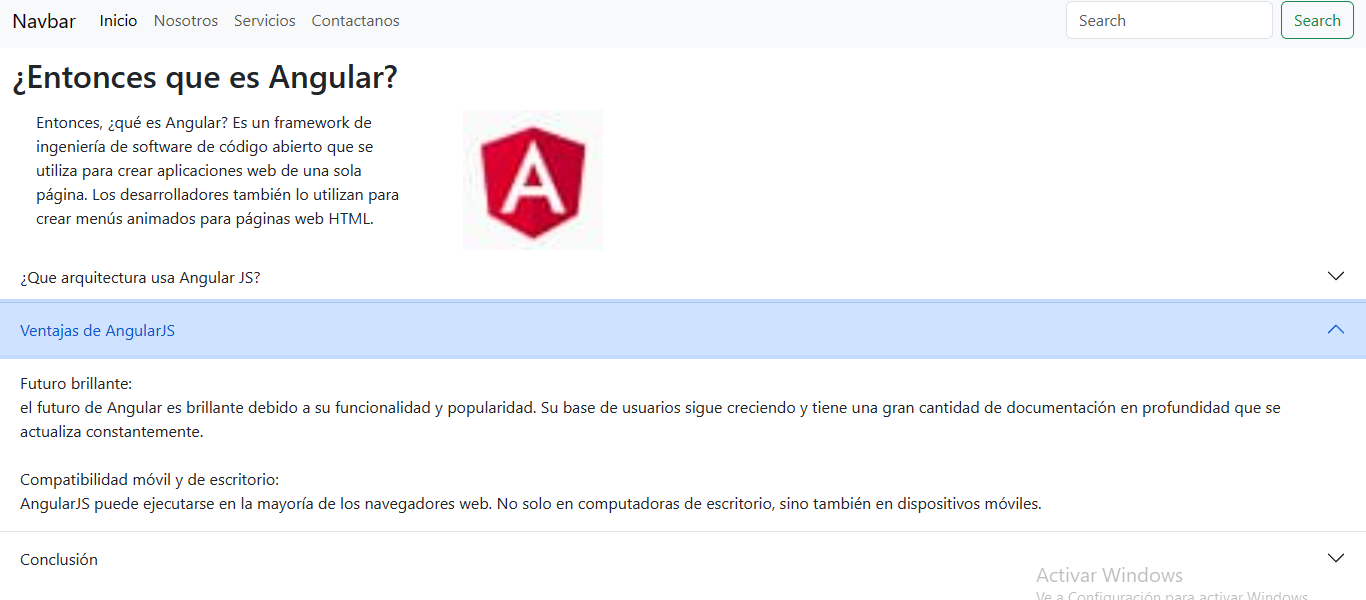 Navbar Inicio Nosotros Servicios Contactanos Search Search
¿Entonces que es Angular?
Entonces, ¿qué es Angular? Es un framework de
ingeniería de software de código abierto que se
utiliza para crear aplicaciones web de una sola
página. Los desarrolladores también lo utilizan para
crear menús animados para páginas web HTML.
A
¿Que arquitectura usa Angular JS?
Ventajas de AngularJS
Futuro brillante:
el futuro de Angular es brillante debido a su funcionalidad y popularidad. Su base de usuarios sigue creciendo y tiene una gran cantidad de documentación en profundidad que se
actualiza constantemente.
Compatibilidad móvil y de escritorio:
AngularJS puede ejecutarse en la mayoría de los navegadores web. No solo en computadoras de escritorio, sino también en dispositivos móviles.
Conclusión
Activar Windows
Ve a Configuración para activar Windows.